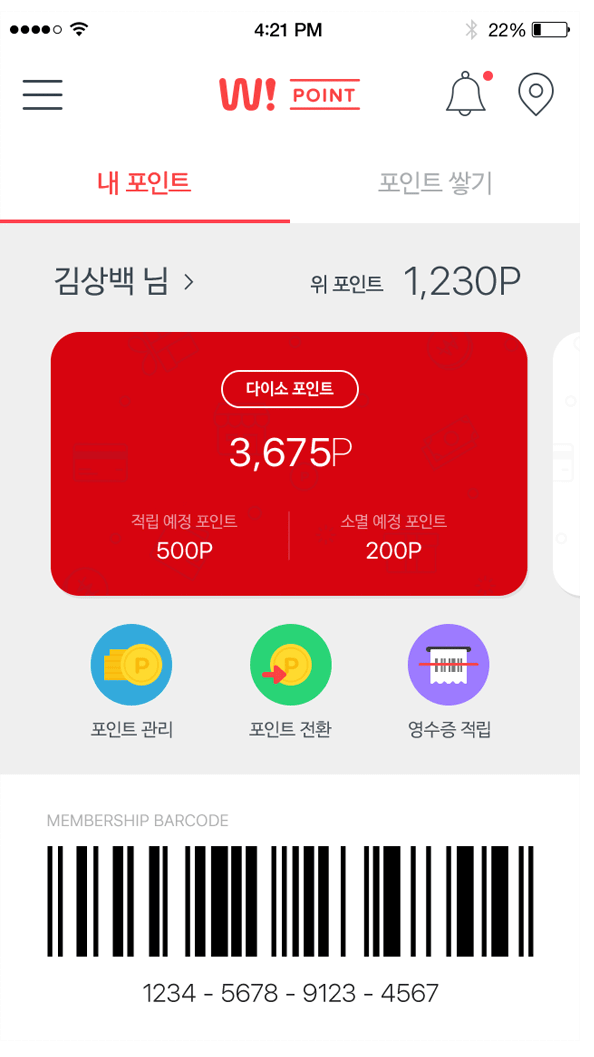 4:21 PM
22%
W! POINT
내 포인트
포인트 쌓기
김상백 님 >
위 포인트 1,230P
다이소 포인트
3,675P
적립 예정 포인트
500P
소멸 예정 포인트
200P
포인트 관리
포인트 전환
영수증 적립
MEMBERSHIP BARCODE
1234 - 5678 - 9123 - 4567